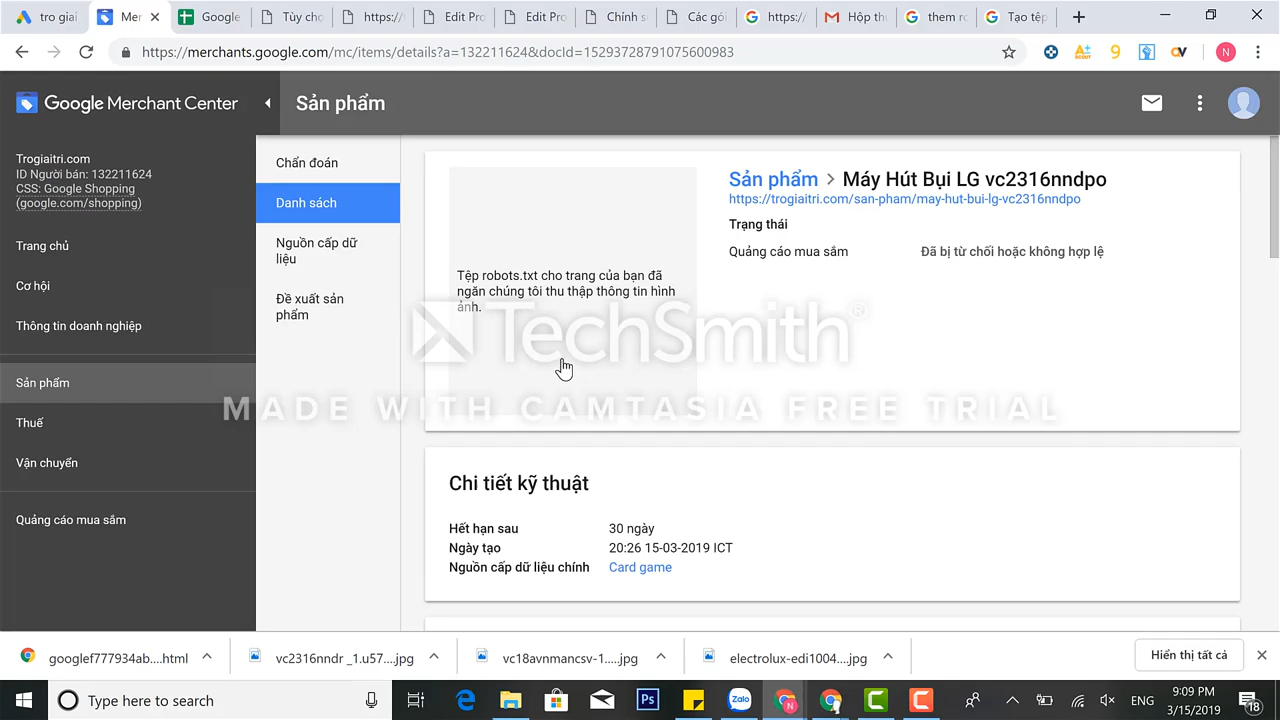 tro giai
Mer
Google
Tùy chọ
https://
Edit Pro
Edit Pro
Chính s
Các gói
https:
Hộp th
them ro
Tạo tệp
https://merchants.google.com/mc/items/details?a=132211624&docId=15293728791075600983
Google Merchant Center
Sản phẩm
Trogiaitri.com
ID Người bán: 132211624
CSS: Google Shopping
(google.com/shopping)
Trang chủ
Cơ hội
Thông tin doanh nghiệp
Sản phẩm
Thuế
Vận chuyển
Quảng cáo mua sắm
Chẩn đoán
Danh sách
Nguồn cấp dữ
liệu
Đề xuất sản
phẩm
Tệp robots.txt cho trang của bạn đã
ngăn chúng tôi thu thập thông tin hình
ảnh.
Sản phẩm > Máy Hút Bụi LG vc2316nndpo
https://trogiaitri.com/san-pham/may-hut-bui-lg-vc2316nndpo
Trạng thái
Quảng cáo mua sắm Đã bị từ chối hoặc không hợp lệ
TechSmith®
MADE WITH CAMTASIA FREE TRIAL
Chi tiết kỹ thuật
Hết hạn sau 30 ngày
Ngày tạo 20:26 15-03-2019 ICT
Nguồn cấp dữ liệu chính Card game
googlef777934ab....html
vc2316nndr _1.u57....jpg
vc18avnmancsv-1.....jpg
electrolux-edi1004....jpg
Hiển thị tất cả
Type here to search
Zalo
ENG
9:09 PM
3/15/2019
18